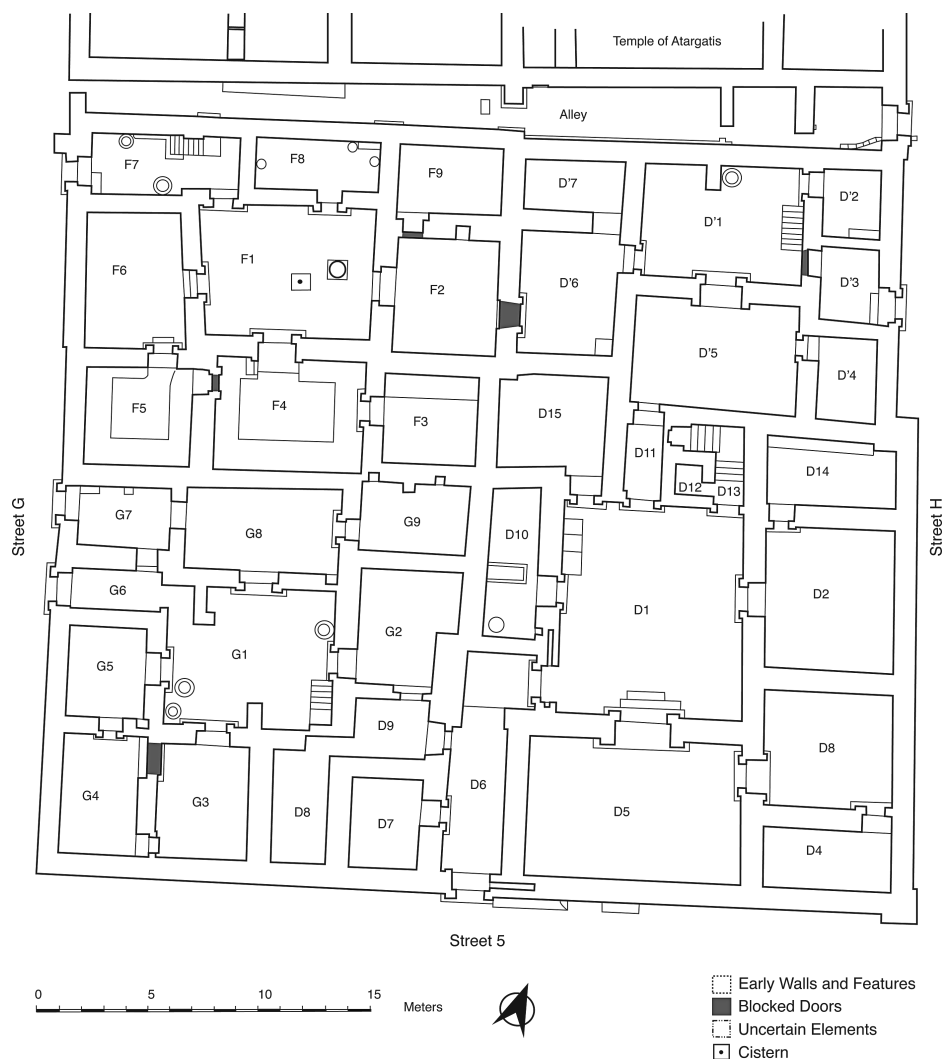 Temple of Atargatis
Alley
F7
F8
F9
D'7
D'1
D'2
F6
F1
F2
D'6
D'3
D'5
D'4
F5
F4
F3
D15
D11
D12
D13
D14
Street G
Street H
G7
G8
G9
D10
G6
D1
D2
G5
G1
G2
D9
D8
G4
G3
D8
D7
D6
D5
D4
Street 5
0 5 10 15 Meters
Early Walls and Features
Blocked Doors
Uncertain Elements
Cistern